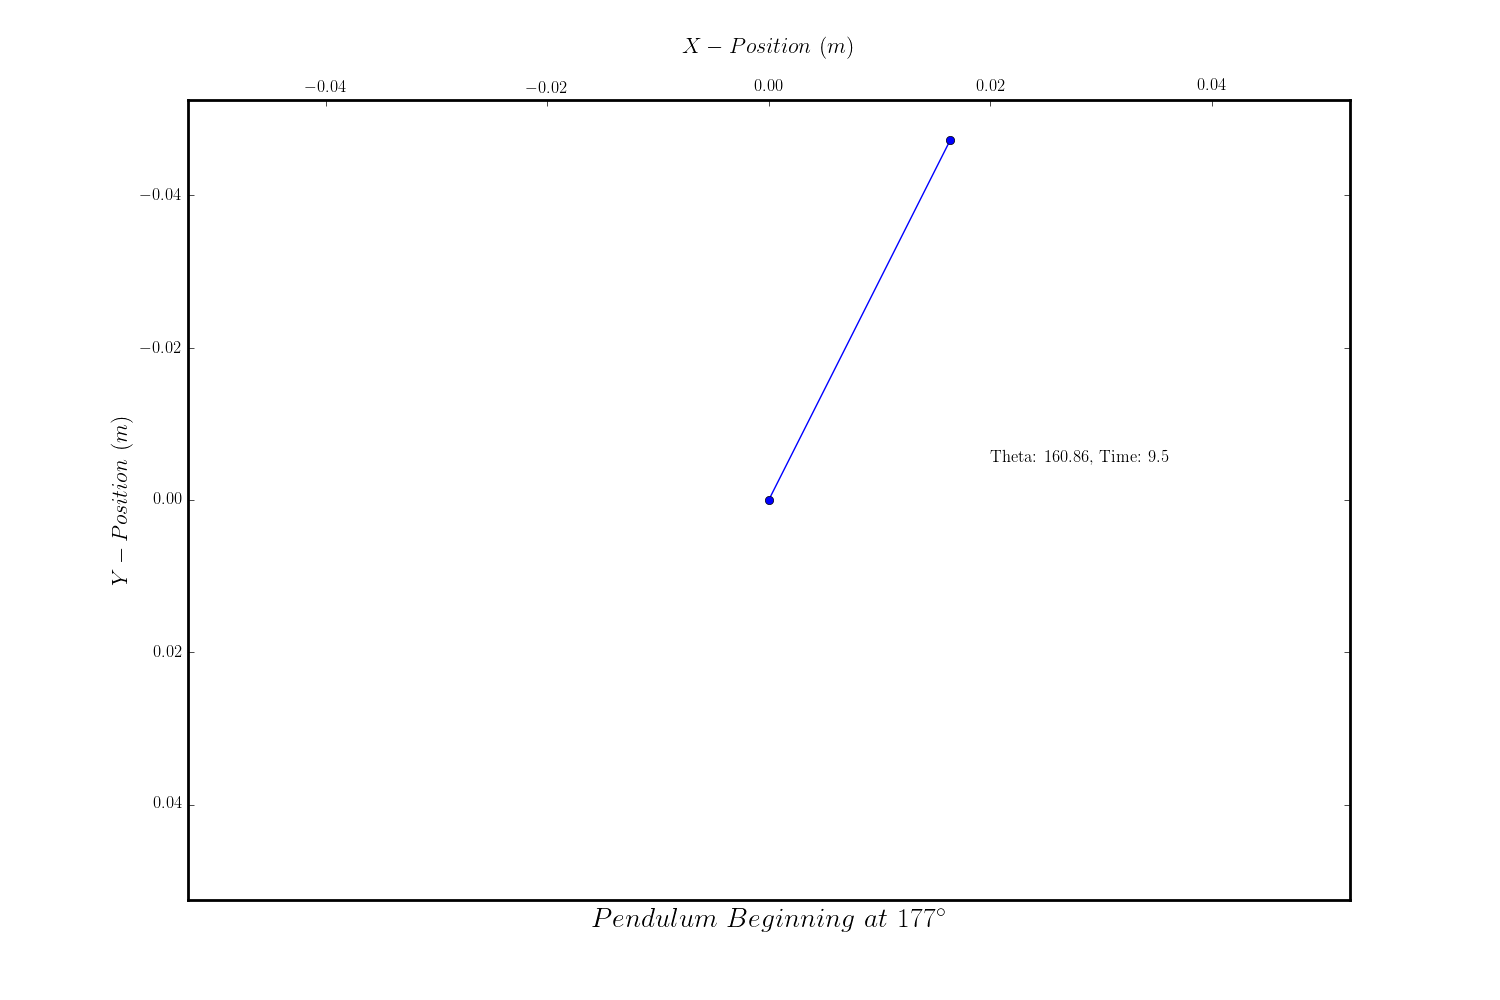 X − Position (m)
−0.04 −0.02 0.00 0.02 0.04
−0.04
−0.02
Y − Position (m)
Theta: 160.86, Time: 9.5
0.00
0.02
0.04
Pendulum Beginning at 177°